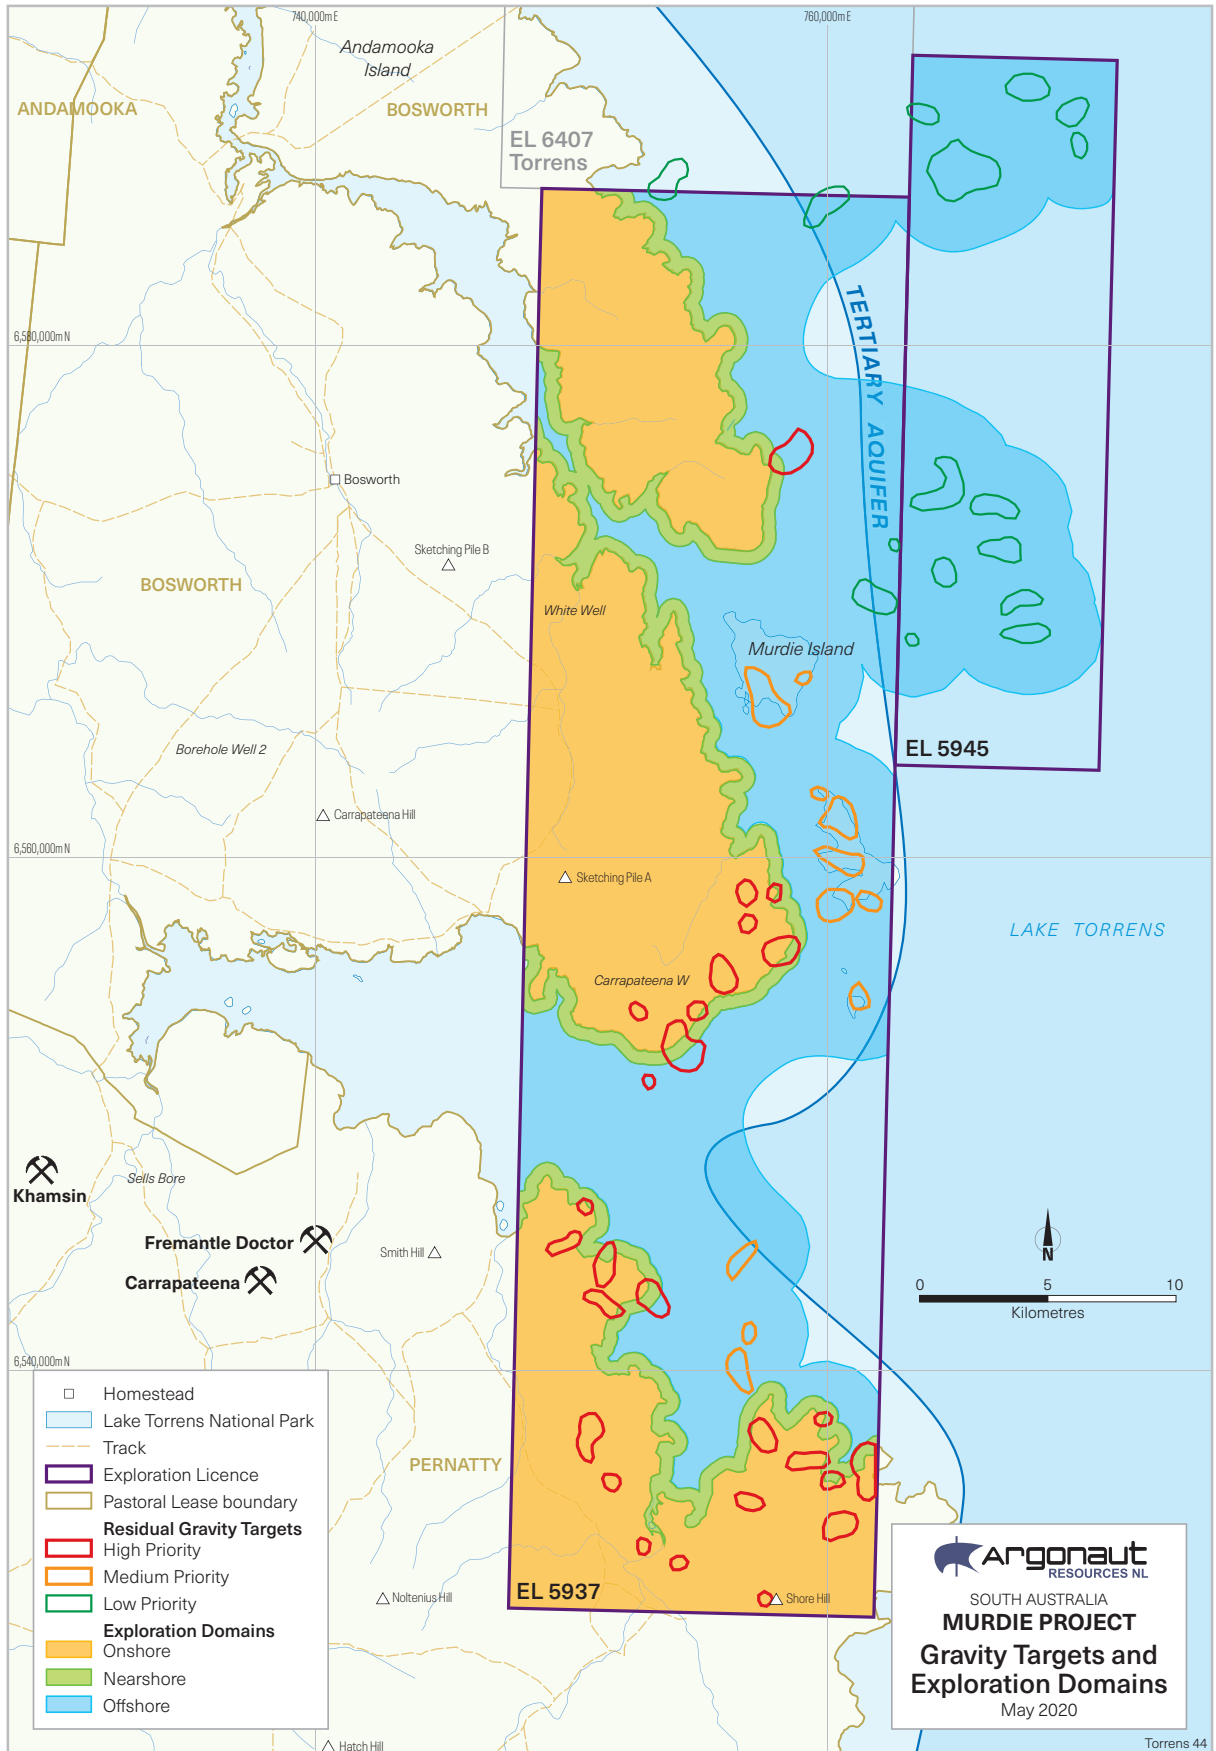 740,000m E
760,000m E
Andamooka
Island
ANDAMOOKA
BOSWORTH
EL 6407
Torrens
TERTIARY AQUIFER
6,580,000m N
Bosworth
Sketching Pile B
BOSWORTH
White Well
Murdie Island
Borehole Well 2
EL 5945
Carrapateena Hill
6,560,000m N
Sketching Pile A
LAKE TORRENS
Carrapateena W
Khamsin
Sells Bore
Fremantle Doctor
Smith Hill
Carrapateena
N
0 5 10
Kilometres
6,540,000m N
Homestead
Lake Torrens National Park
Track
Exploration Licence
Pastoral Lease boundary
Residual Gravity Targets
High Priority
Medium Priority
Low Priority
Exploration Domains
Onshore
Nearshore
Offshore
PERNATTY
EL 5937
Noltenius Hill
Shore Hill
Hatch Hill
Argonaut
RESOURCES NL
SOUTH AUSTRALIA
MURDIE PROJECT
Gravity Targets and
Exploration Domains
May 2020
Torrens 44